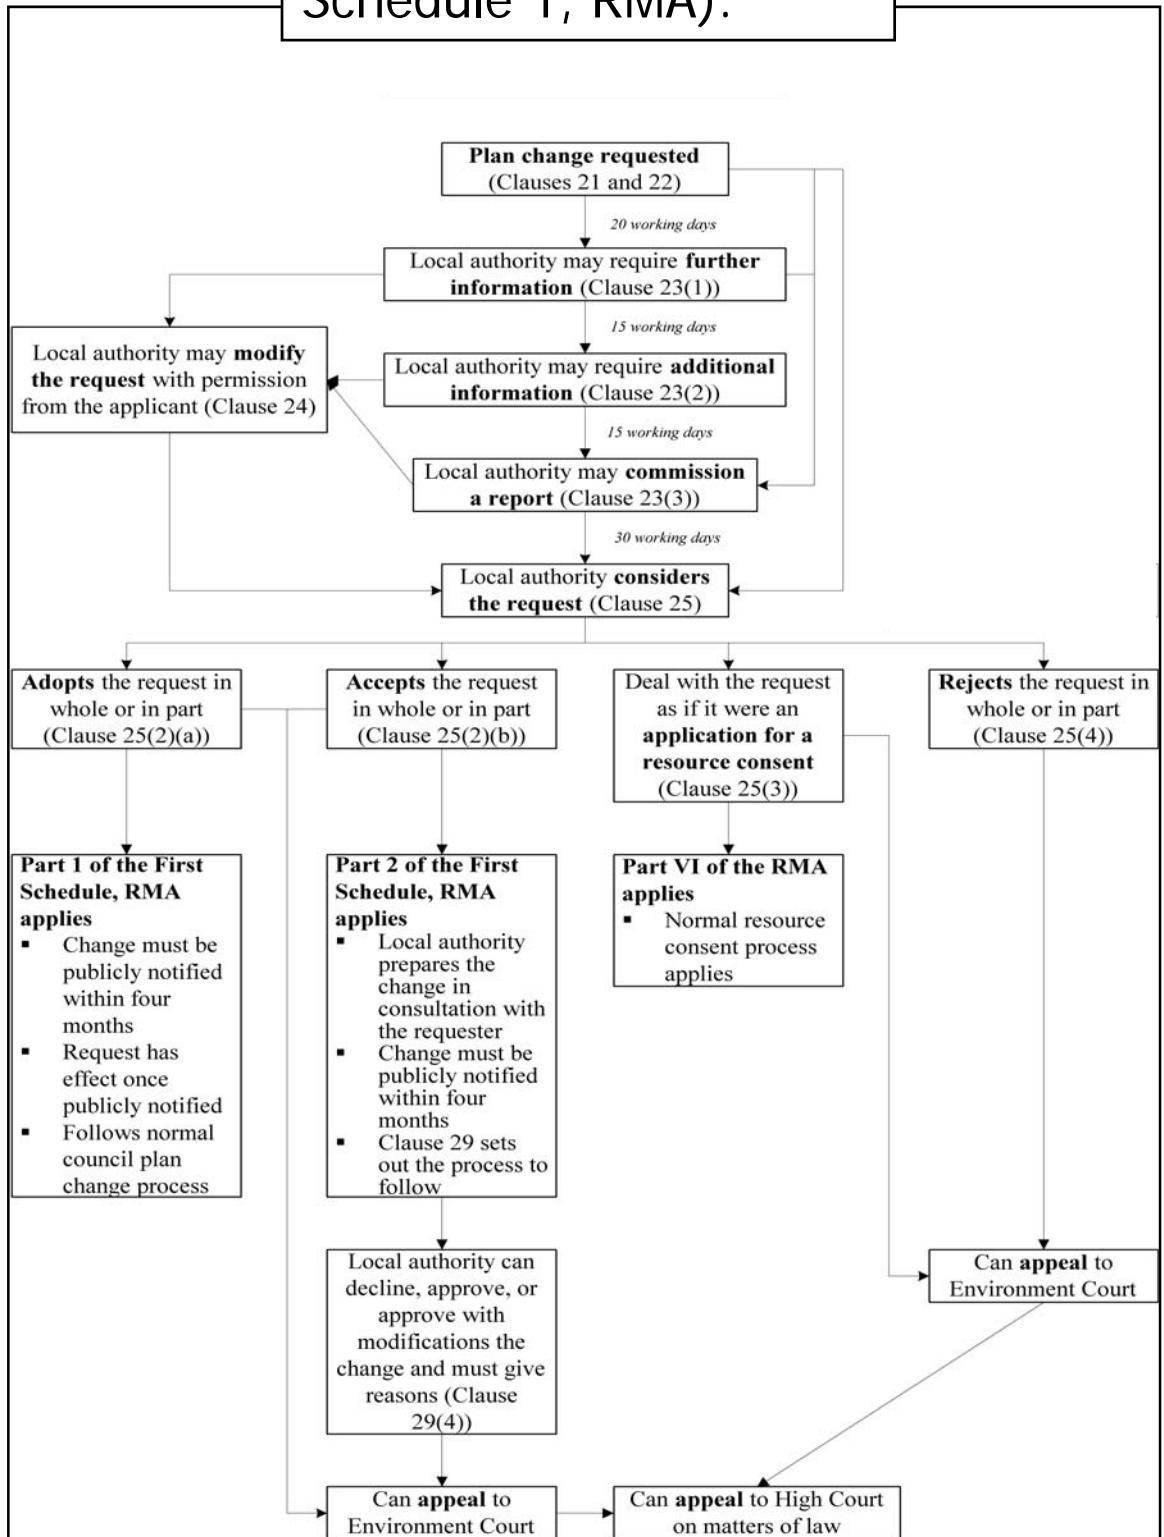 Schedule 1, RMA):
Plan change requested
(Clauses 21 and 22)
20 working days
Local authority may require further
information (Clause 23(1))
15 working days
Local authority may modify
the request with permission
from the applicant (Clause 24)
Local authority may require additional
information (Clause 23(2))
15 working days
Local authority may commission
a report (Clause 23(3))
30 working days
Local authority considers
the request (Clause 25)
Adopts the request in
whole or in part
(Clause 25(2)(a))
Accepts the request
in whole or in part
(Clause 25(2)(b))
Deal with the request
as if it were an
application for a
resource consent
(Clause 25(3))
Rejects the request in
whole or in part
(Clause 25(4))
Part 1 of the First
Schedule, RMA
applies
▪ Change must be
publicly notified
within four
months
▪ Request has
effect once
publicly notified
▪ Follows normal
council plan
change process
Part 2 of the First
Schedule, RMA
applies
▪ Local authority
prepares the
change in
consultation with
the requester
▪ Change must be
publicly notified
within four
months
▪ Clause 29 sets
out the process to
follow
Part VI of the RMA
applies
▪ Normal resource
consent process
applies
Local authority can
decline, approve, or
approve with
modifications the
change and must give
reasons (Clause
29(4))
Can appeal to
Environment Court
Can appeal to
Environment Court
Can appeal to High Court
on matters of law